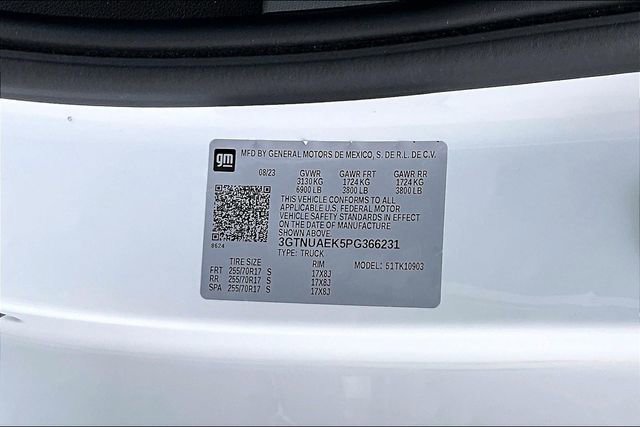 gm
MFD BY GENERAL MOTORS DE MEXICO, S. DE R.L. DE C.V.
08/23 GVWR GAWR FRT GAWR RR
3130 KG 1724 KG 1724 KG
6900 LB 3800 LB 3800 LB
THIS VEHICLE CONFORMS TO ALL
APPLICABLE U.S. FEDERAL MOTOR
VEHICLE SAFETY STANDARDS IN EFFECT
ON THE DATE OF MANUFACTURE
8624 3GTNUAEK5PG366231
TYPE: TRUCK
TIRE SIZE RIM MODEL: 51TK10903
FRT 255/70R17 S 17X8J
RR 255/70R17 S 17X8J
SPA 255/70R17 S 17X8J